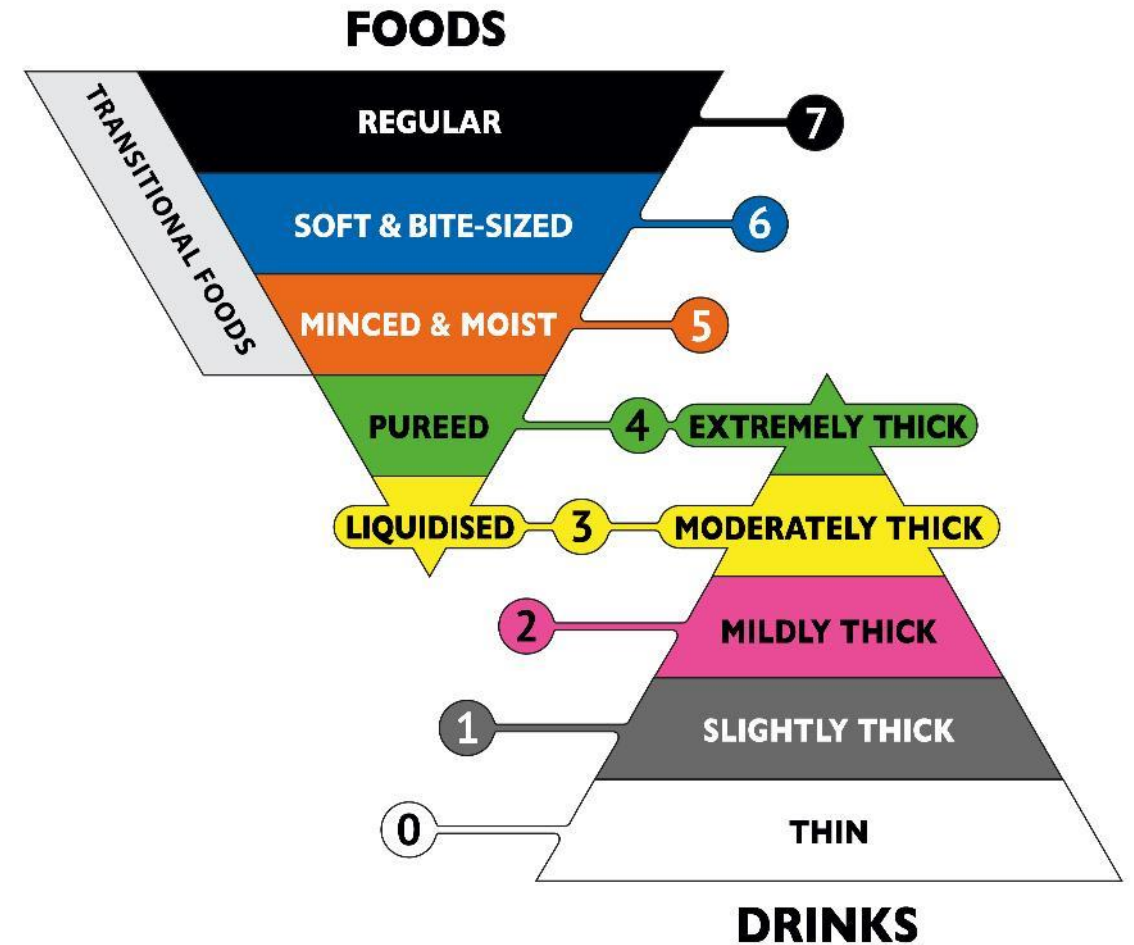 FOODS
TRANSITIONAL FOODS
REGULAR
7
SOFT & BITE-SIZED
6
MINCED & MOIST
5
PUREED
4
EXTREMELY THICK
LIQUIDISED
3
MODERATELY THICK
2
MILDLY THICK
1
SLIGHTLY THICK
0
THIN
DRINKS